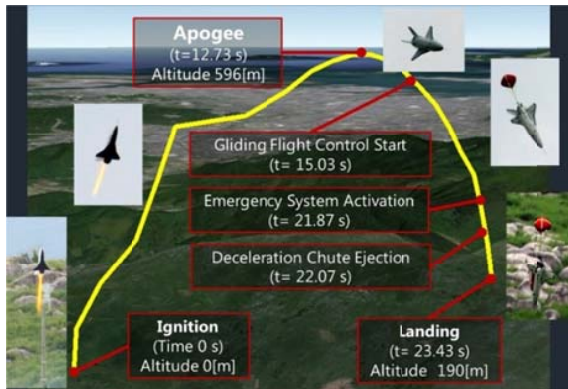 Apogee
(t=12.73 s)
Altitude 596[m]
Gliding Flight Control Start
(t= 15.03 s)
Emergency System Activation
(t= 21.87 s)
Deceleration Chute Ejection
(t= 22.07 s)
Ignition
(Time 0 s)
Altitude 0[m]
Landing
(t= 23.43 s)
Altitude 190[m]